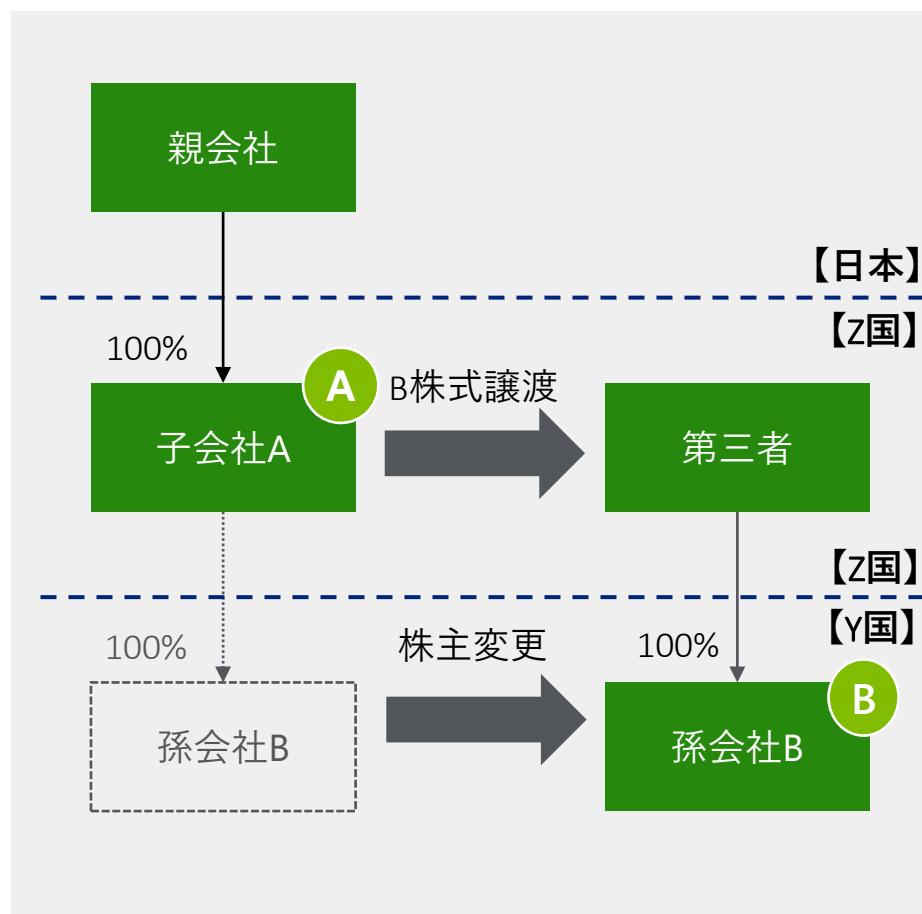 親会社
【日本】
【Z国】
100%
A
B株式譲渡
子会社A
第三者
【Z国】
【Y国】
100%
株主変更
100%
B
孫会社B
孫会社B